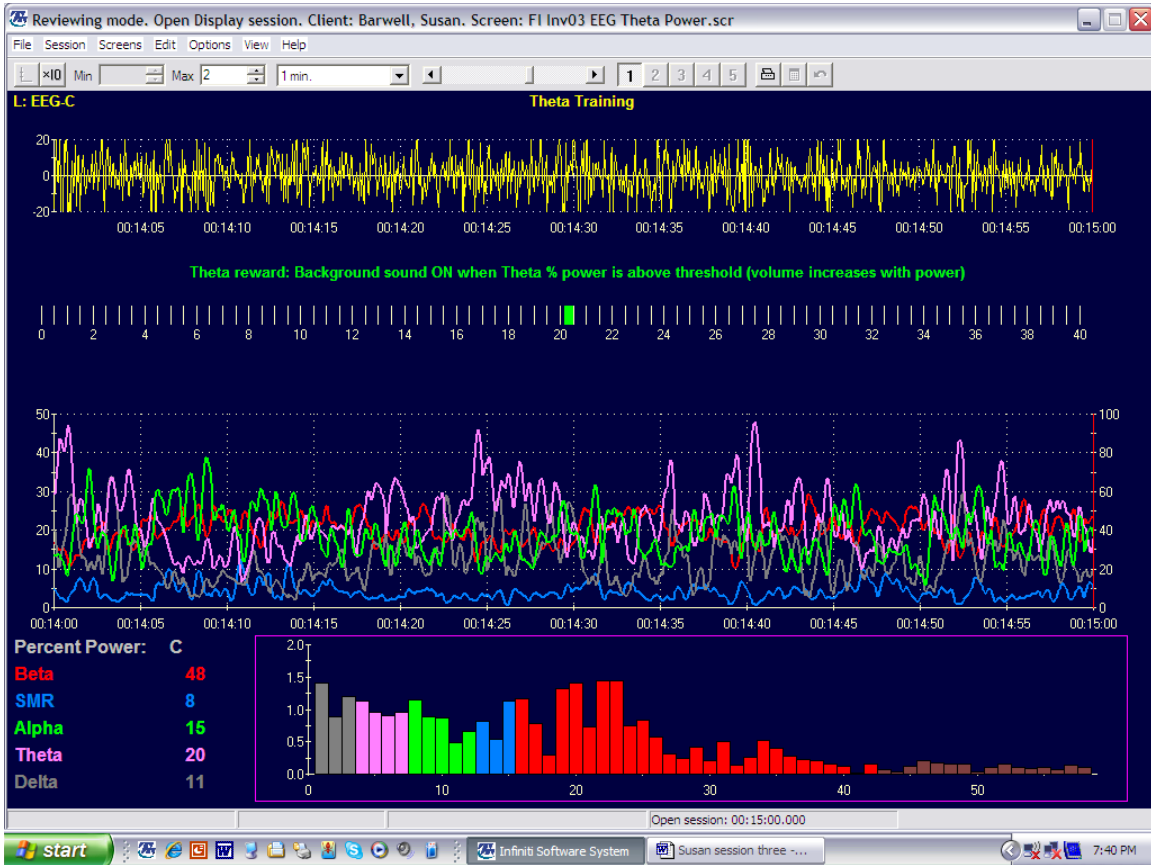 Reviewing mode. Open Display session. Client: Barwell, Susan. Screen: FI Inv03 EEG Theta Power.scr
File Session Screens Edit Options View Help
×10 Min Max 2 1 min. 1 2 3 4 5
L: EEG-C Theta Training
20
0
-20
00:14:05 00:14:10 00:14:15 00:14:20 00:14:25 00:14:30 00:14:35 00:14:40 00:14:45 00:14:50 00:14:55 00:15:00
Theta reward: Background sound ON when Theta % power is above threshold (volume increases with power)
0 2 4 6 8 10 12 14 16 18 20 22 24 26 28 30 32 34 36 38 40
50 100
40 80
30 60
20 40
10 20
0 0
00:14:00 00:14:05 00:14:10 00:14:15 00:14:20 00:14:25 00:14:30 00:14:35 00:14:40 00:14:45 00:14:50 00:14:55 00:15:00
Percent Power: C
Beta 48
SMR 8
Alpha 15
Theta 20
Delta 11
2.0
1.5
1.0
0.5
0.0
0 10 20 30 40 50
Open session: 00:15:00.000
start Infiniti Software System Susan session three -... 7:40 PM